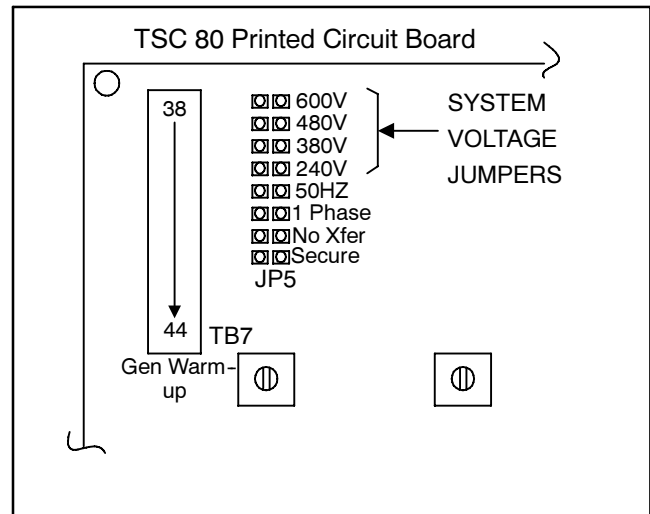 TSC 80 Printed Circuit Board
38
44
TB7
600V
480V
380V
240V
50HZ
1 Phase
No Xfer
Secure
JP5
SYSTEM
VOLTAGE
JUMPERS
Gen Warm-
up